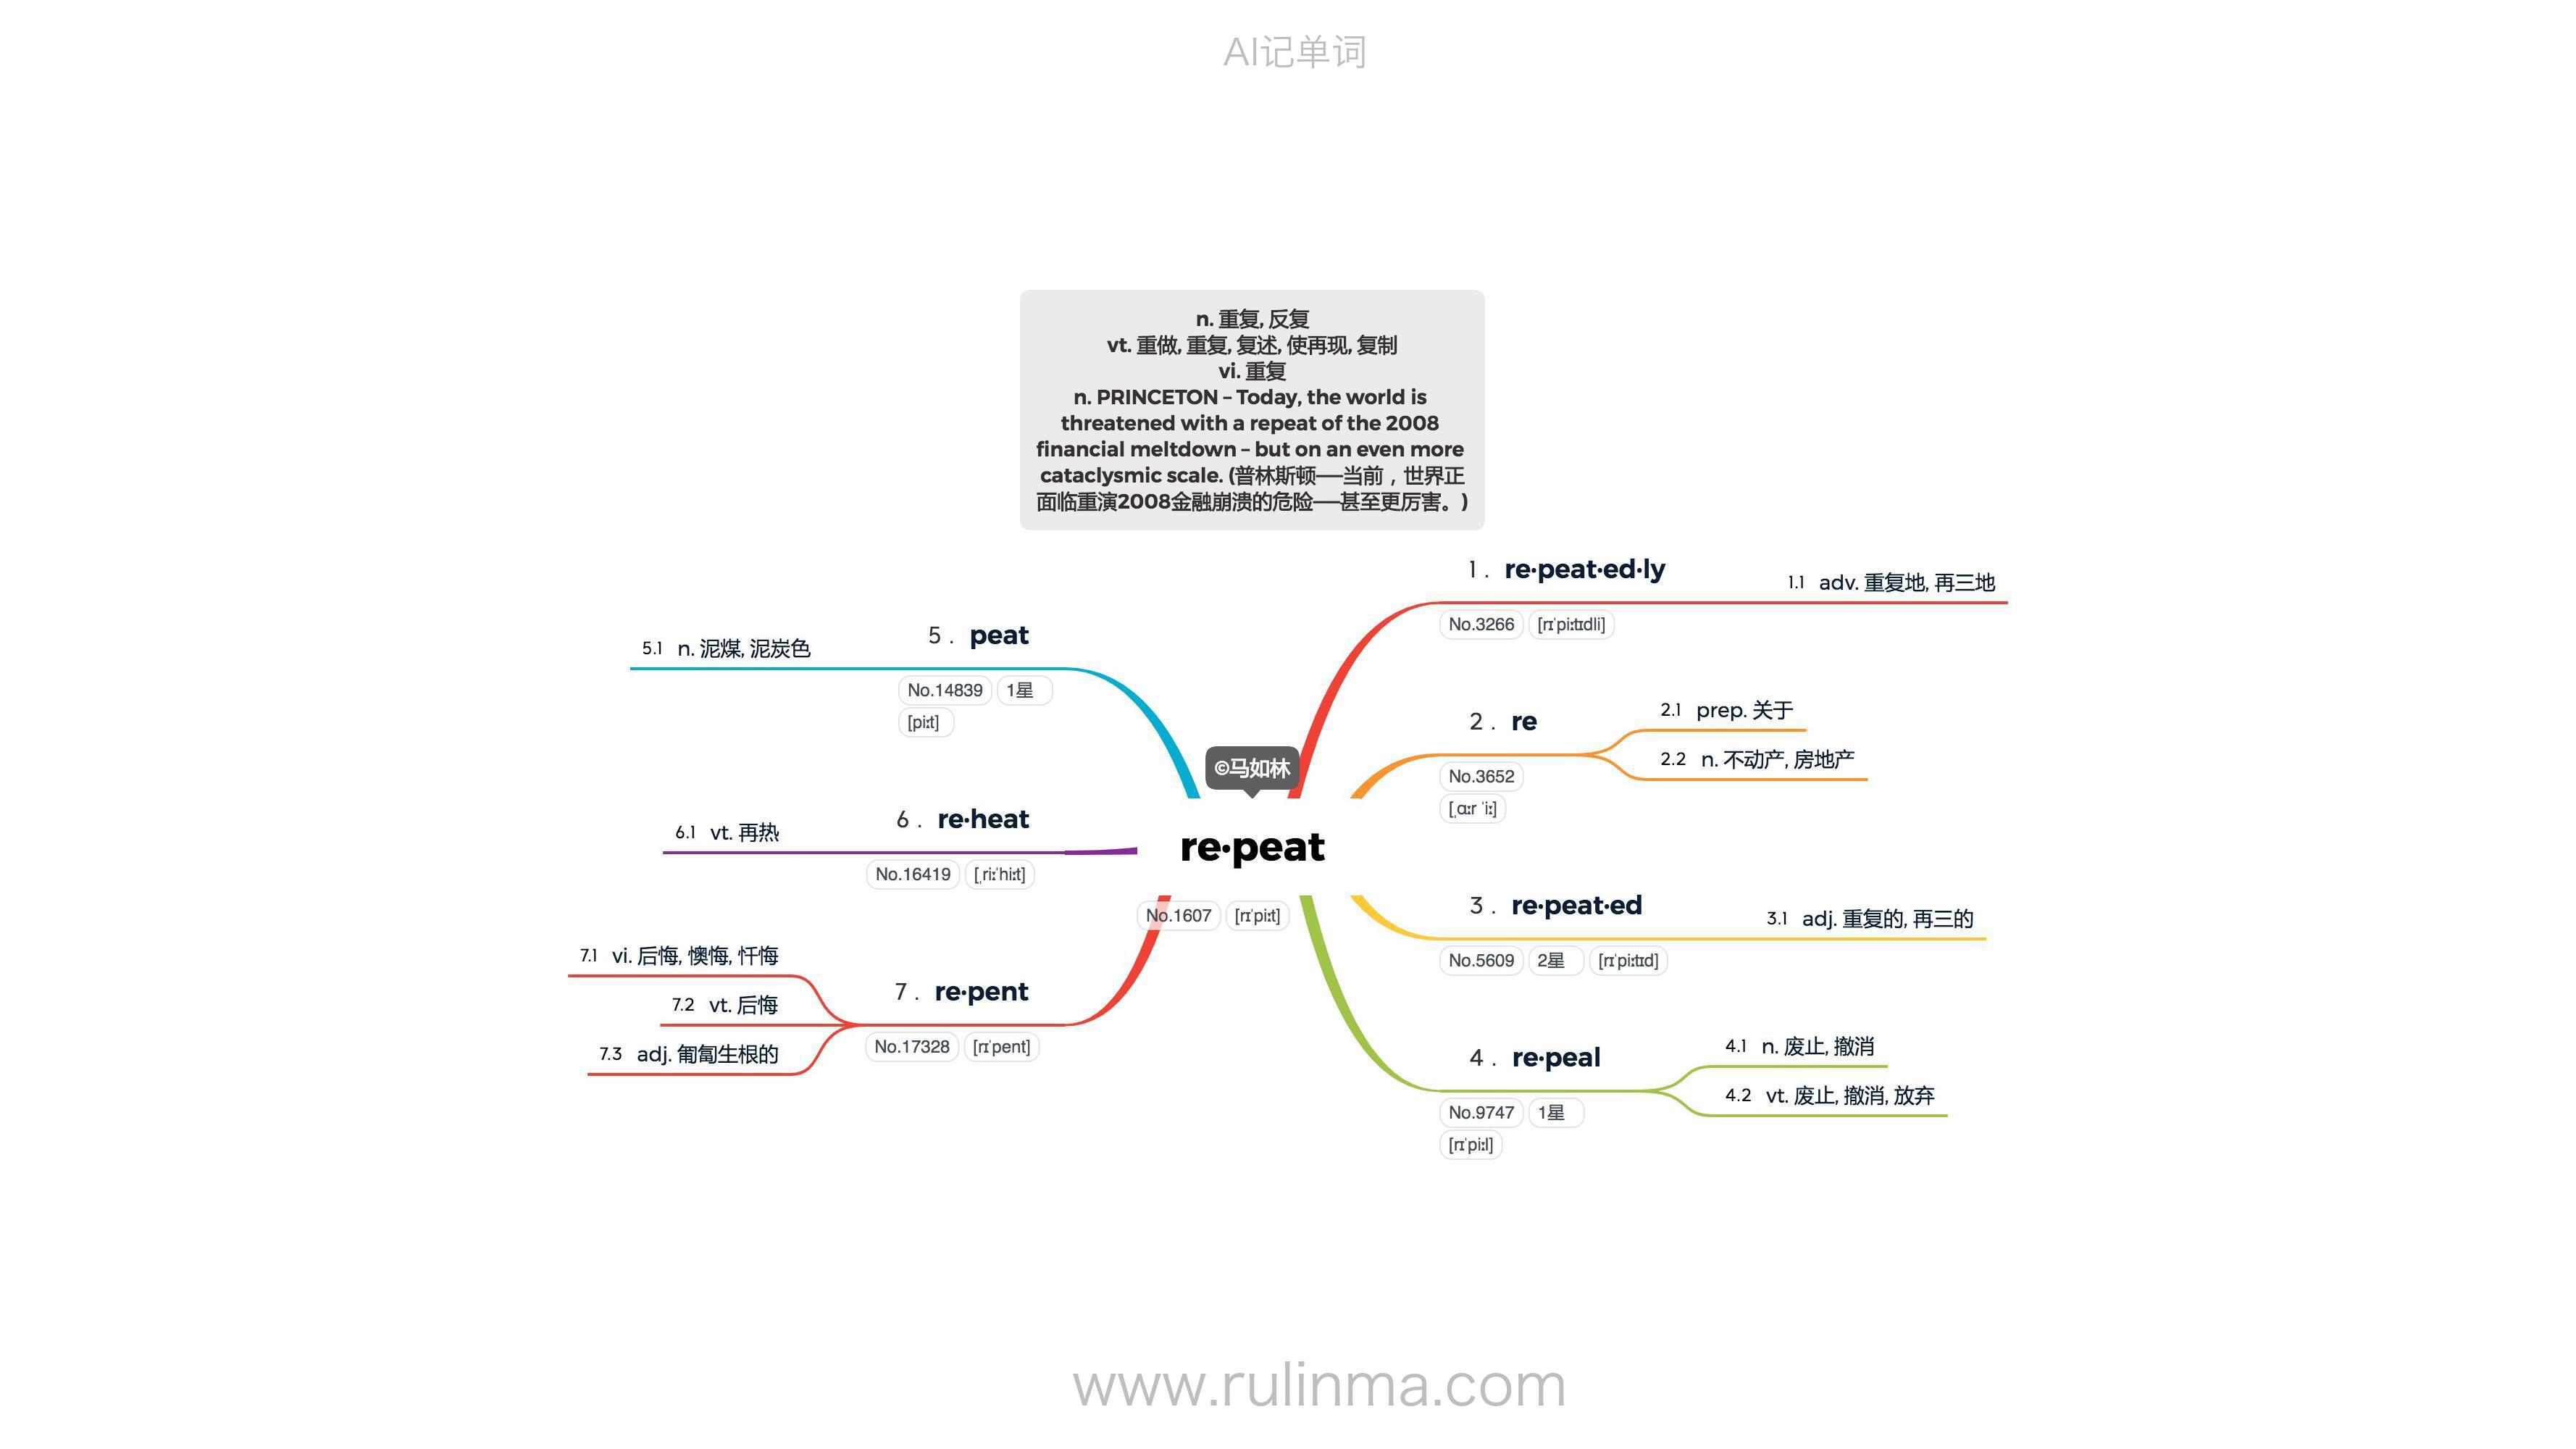 AI记单词
n. 重复, 反复
vt. 重做, 重复, 复述, 使再现, 复制
vi. 重复
n. PRINCETON – Today, the world is
threatened with a repeat of the 2008
financial meltdown – but on an even more
cataclysmic scale. (普林斯顿——当前，世界正
面临重演2008金融崩溃的危险——甚至更厉害。)
©马如林
re·peat
No.1607 [rɪˈpiːt]
1 . re·peat·ed·ly
No.3266 [rɪˈpiːtɪdli]
1.1 adv. 重复地, 再三地
2 . re
No.3652
[ˌɑːr ˈiː]
2.1 prep. 关于
2.2 n. 不动产, 房地产
3 . re·peat·ed
No.5609 2星 [rɪˈpiːtɪd]
3.1 adj. 重复的, 再三的
4 . re·peal
No.9747 1星
[rɪˈpiːl]
4.1 n. 废止, 撤消
4.2 vt. 废止, 撤消, 放弃
5 . peat
No.14839 1星
[piːt]
5.1 n. 泥煤, 泥炭色
6 . re·heat
No.16419 [ˌriːˈhiːt]
6.1 vt. 再热
7 . re·pent
No.17328 [rɪˈpent]
7.1 vi. 后悔, 懊悔, 忏悔
7.2 vt. 后悔
7.3 adj. 匍匐生根的
www.rulinma.com